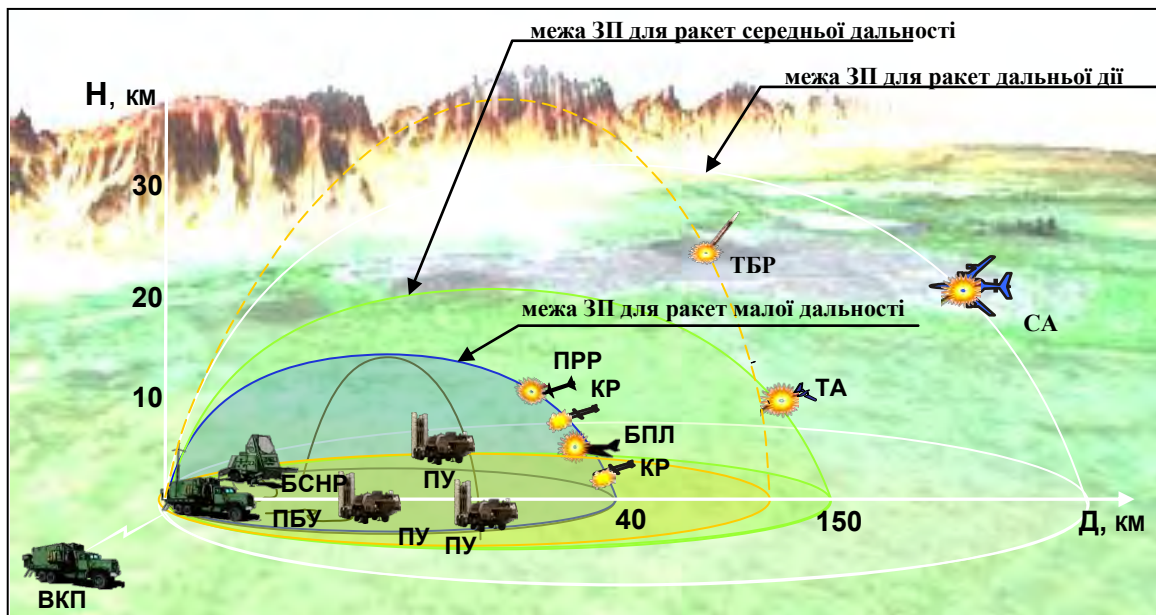 межа ЗП для ракет середньої дальності
межа ЗП для ракет дальньої дії
Н, км
30
ТБР
20
СА
межа ЗП для ракет малої дальності
ПРР
КР
10
ТА
БПЛ
КР
ПУ
БСНР
ПБУ
ПУ
ПУ
40
150
Д, км
ВКП